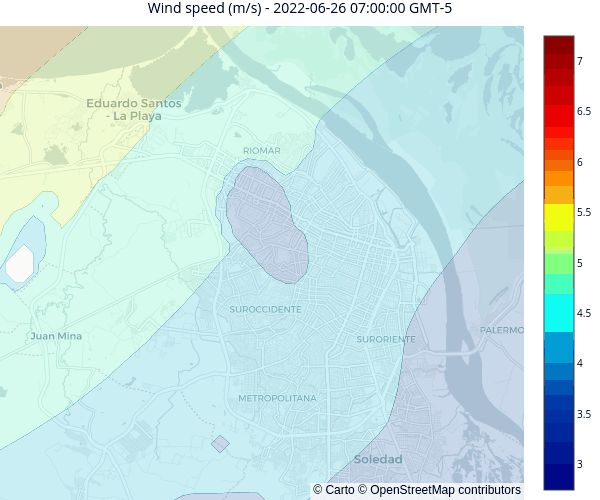 Wind speed (m/s) - 2022-06-26 07:00:00 GMT-5
7
6.5
6
5.5
5
4.5
4
3.5
3
Eduardo Santos
- La Playa
RIOMAR
SUROCCIDENTE
Juan Mina
SURORIENTE
PALERMO
METROPOLITANA
Soledad
© Carto © OpenStreetMap contributors